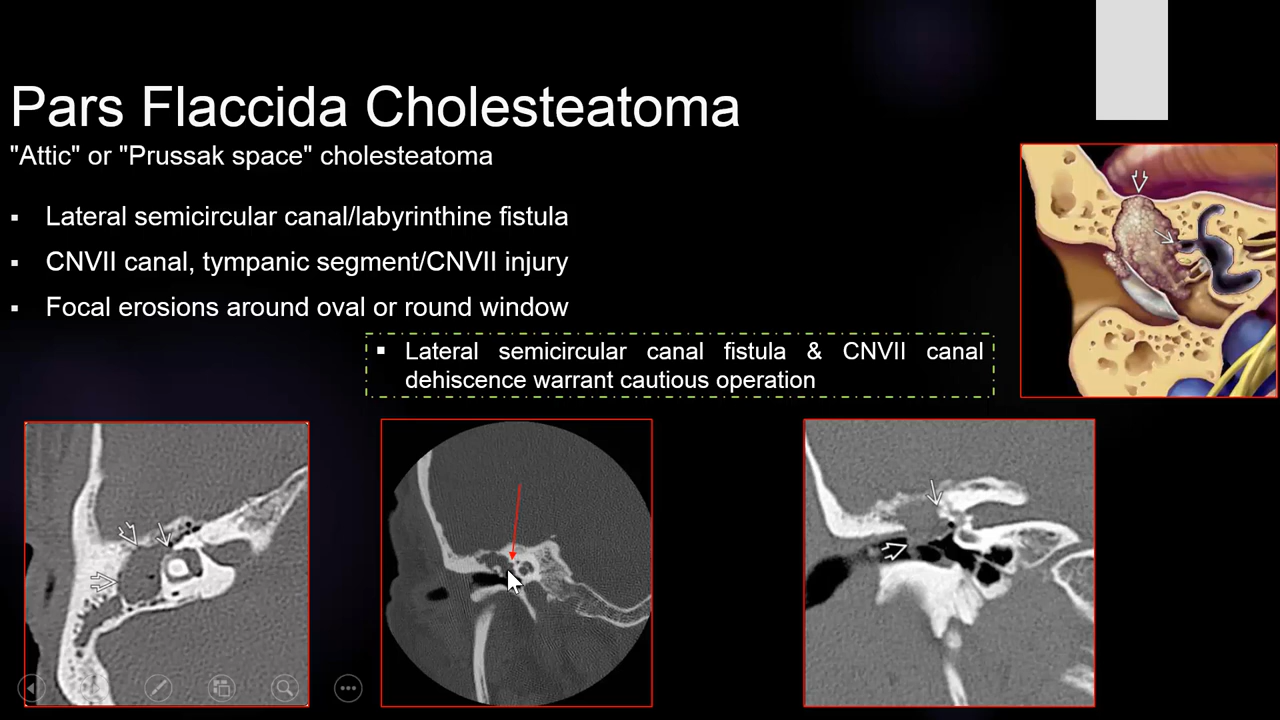 Pars Flaccida Cholesteatoma
"Attic" or "Prussak space" cholesteatoma
▪ Lateral semicircular canal/labyrinthine fistula
▪ CNVII canal, tympanic segment/CNVII injury
▪ Focal erosions around oval or round window
▪ Lateral semicircular canal fistula & CNVII canal
dehiscence warrant cautious operation